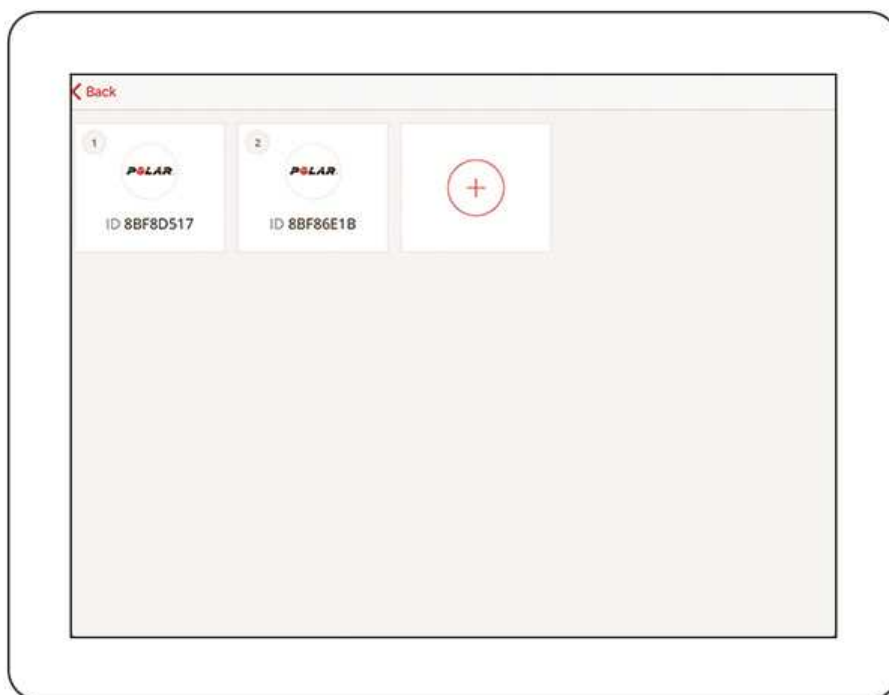 Back
1
POLAR
ID 8BF8D517
2
POLAR
ID 8BF86E1B
+